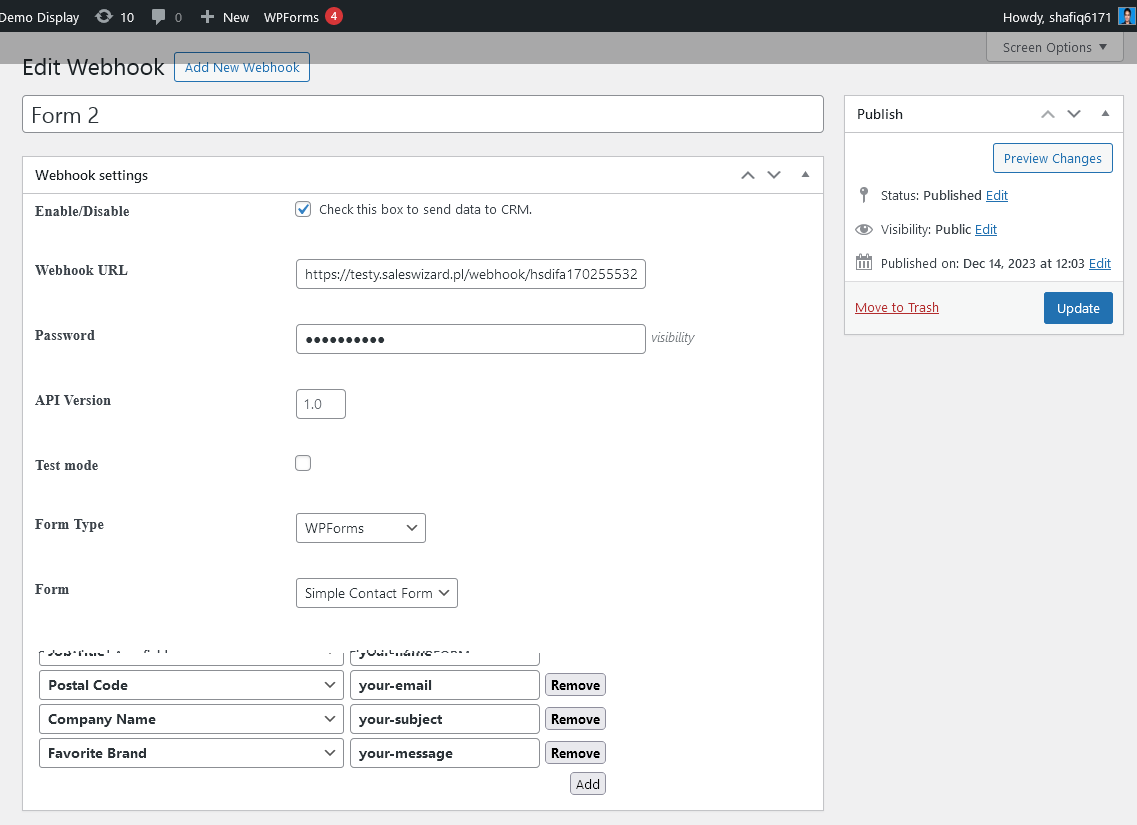 Demo Display 10 0 New WPForms 4 Howdy, shafiq6171
Screen Options
Edit Webhook Add New Webhook
Form 2
Publish
Preview Changes
Status: Published Edit
Visibility: Public Edit
Published on: Dec 14, 2023 at 12:03 Edit
Move to Trash Update
Webhook settings
Enable/Disable Check this box to send data to CRM.
Webhook URL https://testy.saleswizard.pl/webhook/hsdifa170255532
Password •••••••••• visibility
API Version 1.0
Test mode
Form Type WPForms
Form Simple Contact Form
Job Title your-name
Postal Code your-email Remove
Company Name your-subject Remove
Favorite Brand your-message Remove
Add